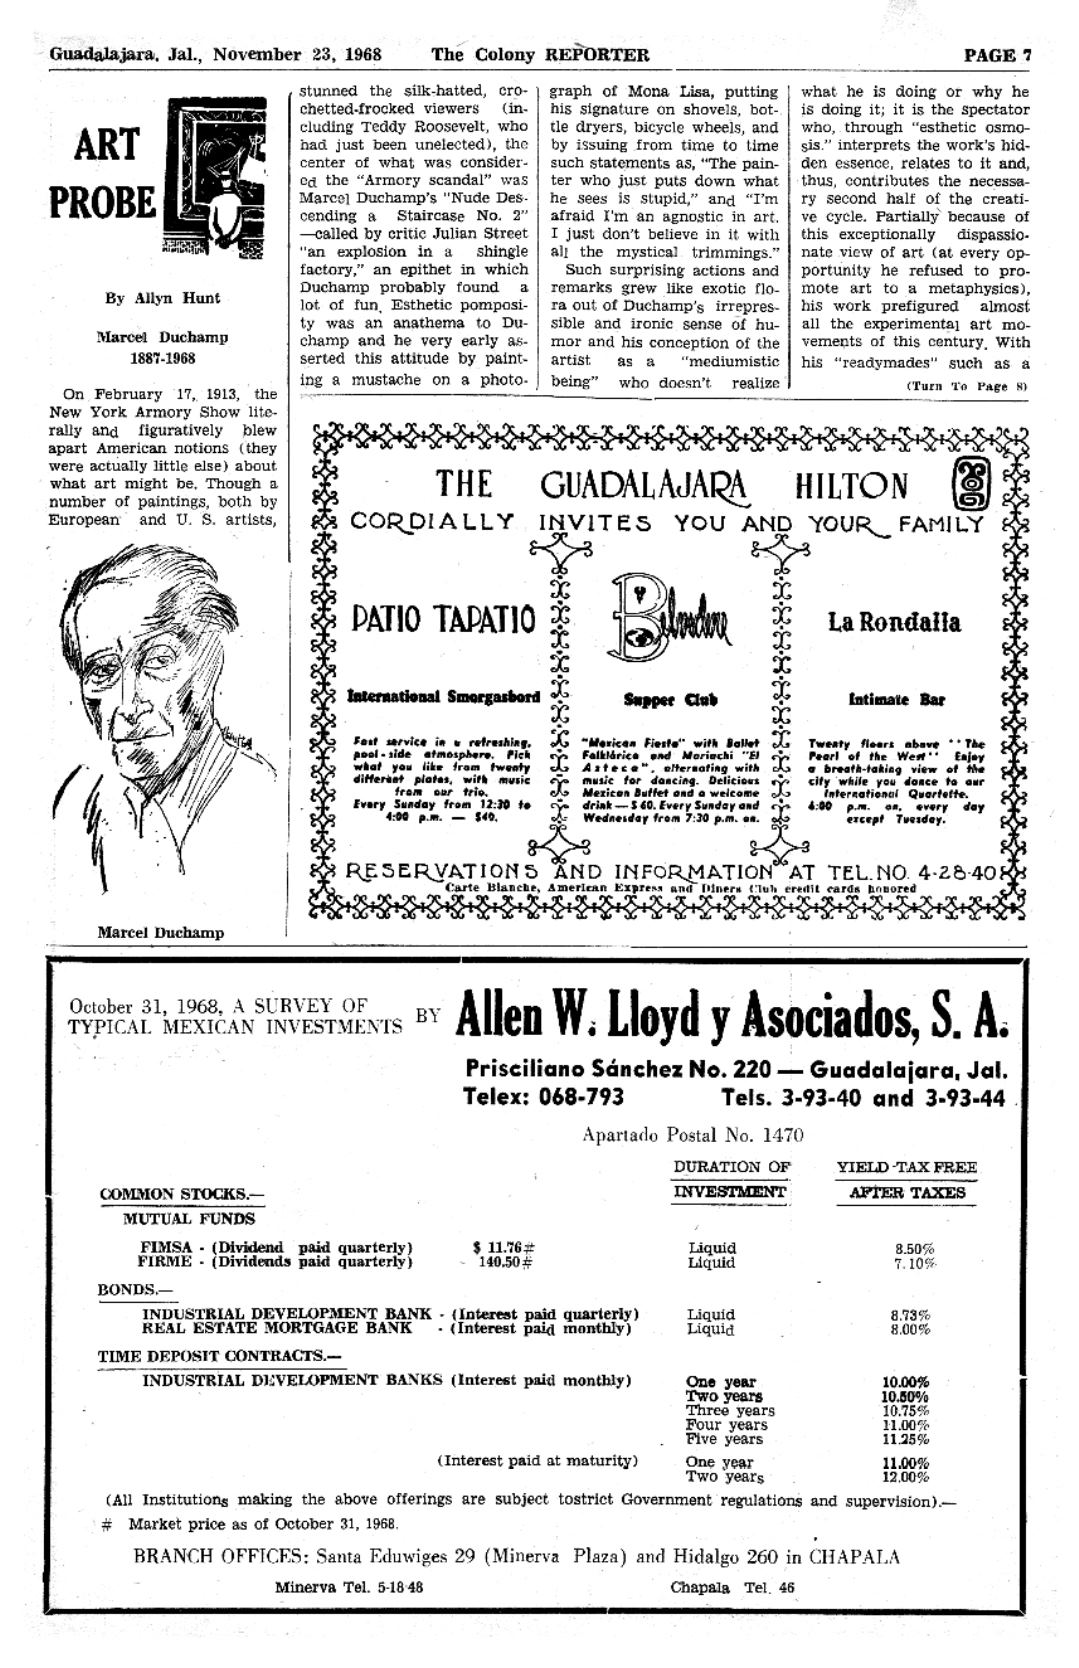 Guadalajara, Jal., November 23, 1968 The Colony REPORTER PAGE 7
ART
PROBE
By Allyn Hunt
Marcel Duchamp
1887-1968
On February 17, 1913, the
New York Armory Show lite-
rally and figuratively blew
apart American notions (they
were actually little else) about
what art might be. Though a
number of paintings, both by
European and U. S. artists,
Marcel Duchamp
stunned the silk-hatted, cro-
chetted-frocked viewers (in-
cluding Teddy Roosevelt, who
had just been unelected), the
center of what was consider-
ed the "Armory scandal" was
Marcel Duchamp's "Nude Des-
cending a Staircase No. 2"
—called by critic Julian Street
"an explosion in a shingle
factory," an epithet in which
Duchamp probably found a
lot of fun. Esthetic pomposi-
ty was an anathema to Du-
champ and he very early as-
serted this attitude by paint-
ing a mustache on a photo-
graph of Mona Lisa, putting
his signature on shovels, bot-
tle dryers, bicycle wheels, and
by issuing from time to time
such statements as, "The pain-
ter who just puts down what
he sees is stupid," and "I'm
afraid I'm an agnostic in art.
I just don't believe in it with
all the mystical trimmings."
Such surprising actions and
remarks grew like exotic flo-
ra out of Duchamp's irrepres-
sible and ironic sense of hu-
mor and his conception of the
artist as a "mediumistic
being" who doesn't realize
what he is doing or why he
is doing it; it is the spectator
who, through "esthetic osmo-
sis." interprets the work's hid-
den essence, relates to it and,
thus, contributes the necessa-
ry second half of the creati-
ve cycle. Partially because of
this exceptionally dispassio-
nate view of art (at every op-
portunity he refused to pro-
mote art to a metaphysics),
his work prefigured almost
all the experimental art mo-
vements of this century. With
his "readymades" such as a
(Turn To Page 8)
THE GUADALAJARA HILTON
CORDIALLY INVITES YOU AND YOUR FAMILY
PATIO TAPATIO
International Smorgasbord
Fast service in a refreshing,
pool-side atmosphere. Pick
what you like from twenty
different plates, with music
from our trio.
Every Sunday from 12:30 to
4:00 p.m. — $40.
Belvedere
Supper Club
"Mexican Fiesta" with Ballet
Folklórico and Mariachi "El
Azteca", alternating with
music for dancing. Delicious
Mexican Buffet and a welcome
drink — $60. Every Sunday and
Wednesday from 7:30 p.m. on.
La Rondalla
Intimate Bar
Twenty floors above "The
Pearl of the West" Enjoy
a breath-taking view of the
city while you dance to our
International Quartette.
6:00 p.m. on, every day
except Tuesday.
RESERVATIONS AND INFORMATION AT TEL. NO. 4-28-40
Carte Blanche, American Express and Diners Club credit cards honored
October 31, 1968, A SURVEY OF
TYPICAL MEXICAN INVESTMENTS BY Allen W. Lloyd y Asociados, S. A.
Prisciliano Sánchez No. 220 — Guadalajara, Jal.
Telex: 068-793 Tels. 3-93-40 and 3-93-44
Apartado Postal No. 1470
DURATION OF YIELD-TAX FREE
COMMON STOCKS.— INVESTMENT AFTER TAXES
MUTUAL FUNDS
FIMSA - (Dividend paid quarterly) $ 11.76# Liquid 8.50%
FIRME - (Dividends paid quarterly) 140.50# Liquid 7.10%
BONDS.—
INDUSTRIAL DEVELOPMENT BANK - (Interest paid quarterly) Liquid 8.73%
REAL ESTATE MORTGAGE BANK - (Interest paid monthly) Liquid 8.00%
TIME DEPOSIT CONTRACTS.—
INDUSTRIAL DEVELOPMENT BANKS (Interest paid monthly) One year 10.00%
Two years 10.50%
Three years 10.75%
Four years 11.00%
Five years 11.25%
(Interest paid at maturity) One year 11.00%
Two years 12.00%
(All Institutions making the above offerings are subject tostrict Government regulations and supervision).—
# Market price as of October 31, 1968.
BRANCH OFFICES: Santa Eduwiges 29 (Minerva Plaza) and Hidalgo 260 in CHAPALA
Minerva Tel. 5-18-48 Chapala Tel. 46